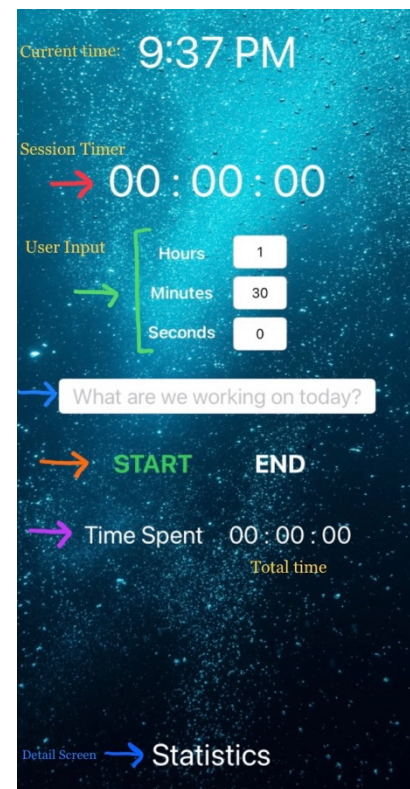 Current time: 9:37 PM
Session Timer
00 : 00 : 00
User Input
Hours 1
Minutes 30
Seconds 0
What are we working on today?
START END
Time Spent 00 : 00 : 00
Total time
Detail Screen Statistics